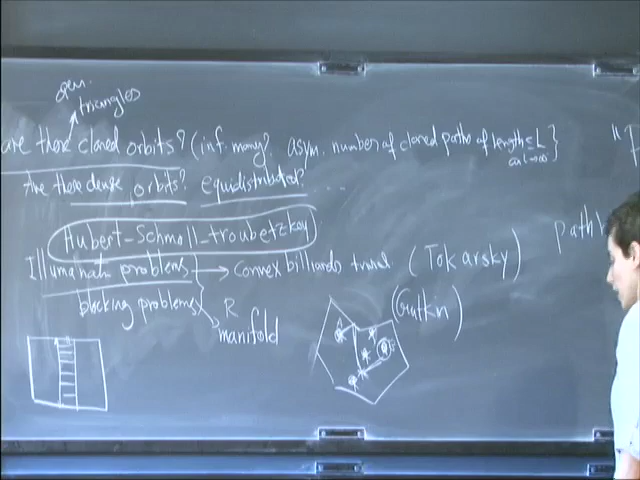 gen.
triangles
are there closed orbits? (inf. many?, asym. number of closed paths of length ≤ L
as L→∞}
Are there dense orbits? equidistributed? ....
Hubert-Schmoll-troubetzkoy
path
Illumination problems → convex billiards trivial (Tokarsky)
blocking problems R (Gutkin)
manifold